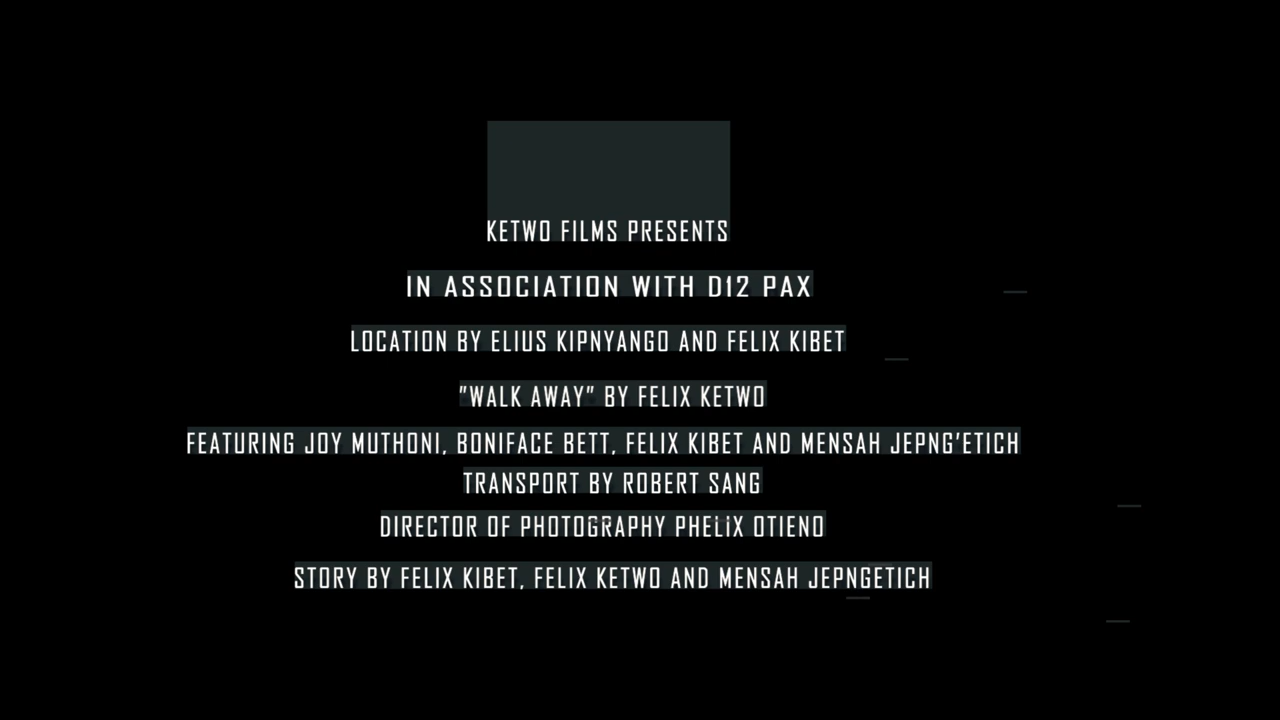 KETWO FILMS PRESENTS
IN ASSOCIATION WITH D12 PAX
LOCATION BY ELIUS KIPNYANGO AND FELIX KIBET
"WALK AWAY" BY FELIX KETWO
FEATURING JOY MUTHONI, BONIFACE BETT, FELIX KIBET AND MENSAH JEPNG'ETICH
TRANSPORT BY ROBERT SANG
DIRECTOR OF PHOTOGRAPHY PHELIX OTIENO
STORY BY FELIX KIBET, FELIX KETWO AND MENSAH JEPNGETICH